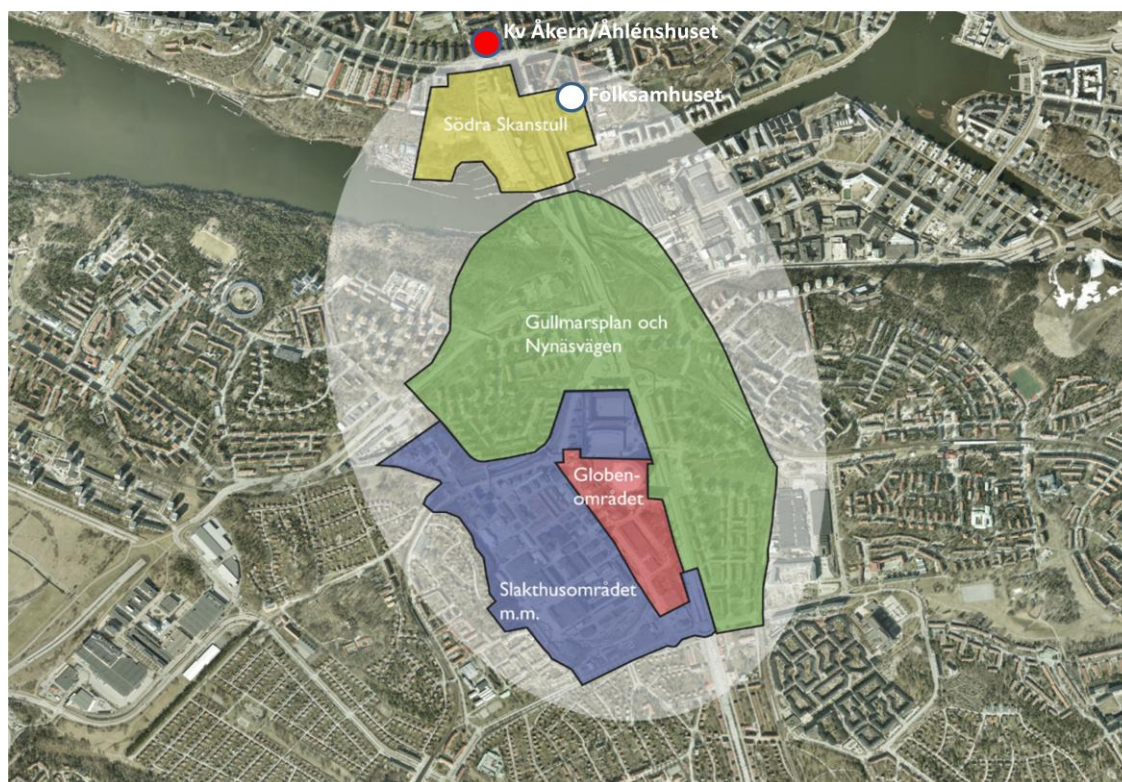 Kv Åkern/Åhlénshuset
Folksamhuset
Södra Skanstull
Gullmarsplan och
Nynäsvägen
Globen-
området
Slakthusområdet
m.m.